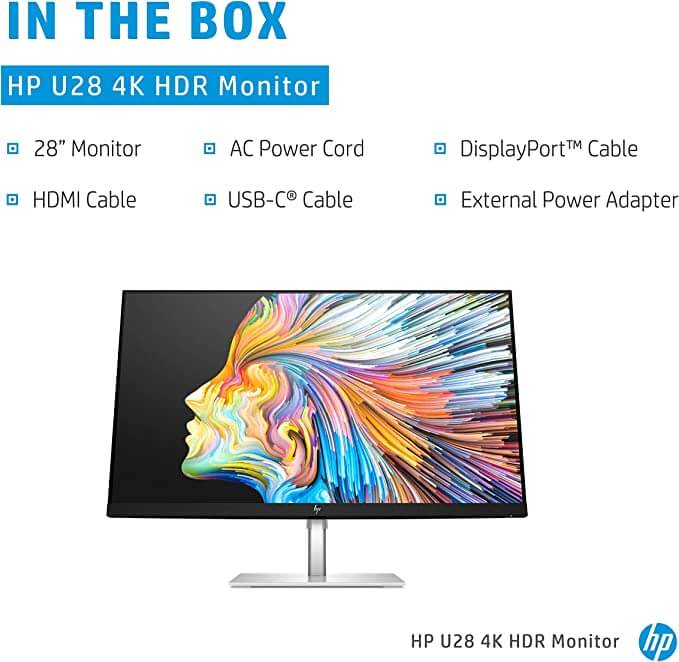 IN THE BOX
HP U28 4K HDR Monitor
28” Monitor
AC Power Cord
DisplayPort™ Cable
HDMI Cable
USB-C® Cable
External Power Adapter
hp
HP U28 4K HDR Monitor
hp